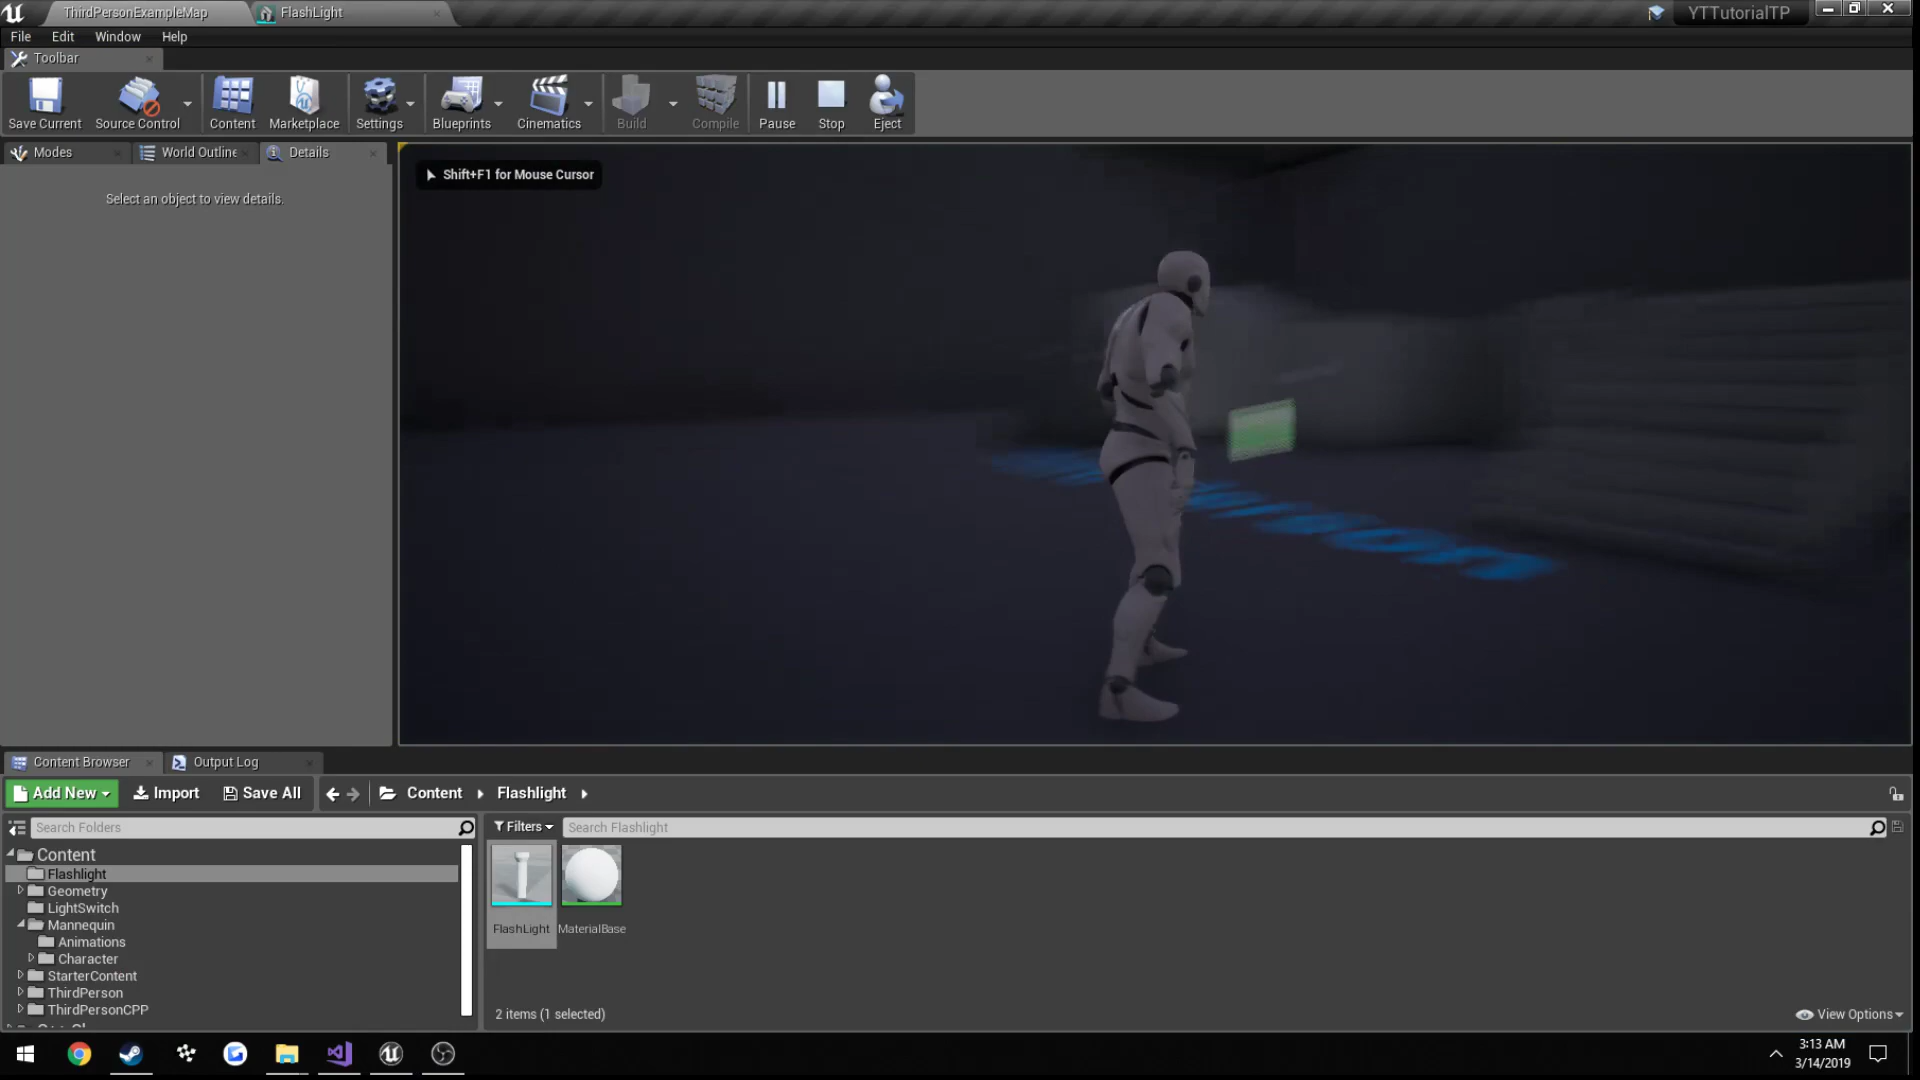 ThirdPersonExampleMap
FlashLight
YTTutorialTP
File Edit Window Help
Toolbar
Save Current
Source Control
Content
Marketplace
Settings
Blueprints
Cinematics
Build
Compile
Pause
Stop
Eject
Modes
World Outline
Details
Select an object to view details.
Shift+F1 for Mouse Cursor
Content Browser
Output Log
Add New
Import
Save All
Content
Flashlight
Search Folders
Filters
Search Flashlight
Content
Flashlight
Geometry
LightSwitch
Mannequin
Animations
Character
StarterContent
ThirdPerson
ThirdPersonCPP
FlashLight
MaterialBase
2 items (1 selected)
View Options
3:13 AM
3/14/2019